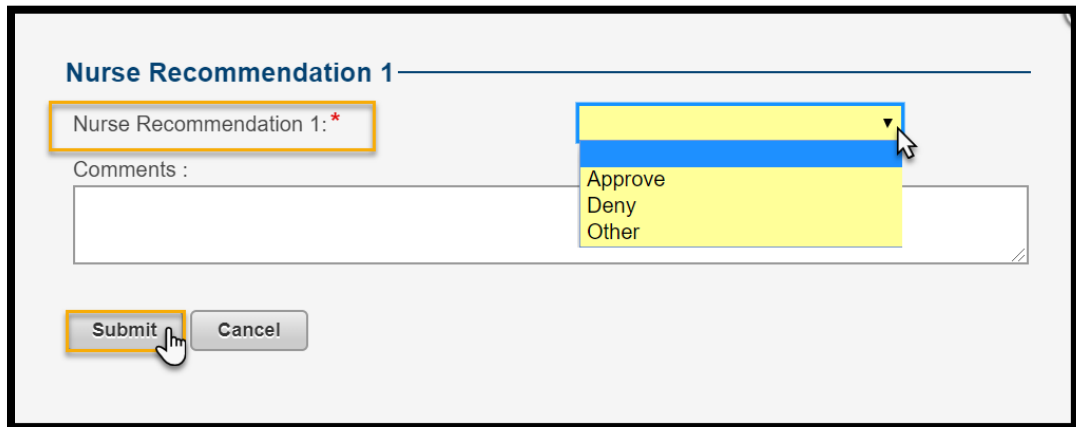 Nurse Recommendation 1
Nurse Recommendation 1:*
Comments :
Approve
Deny
Other
Submit
Cancel